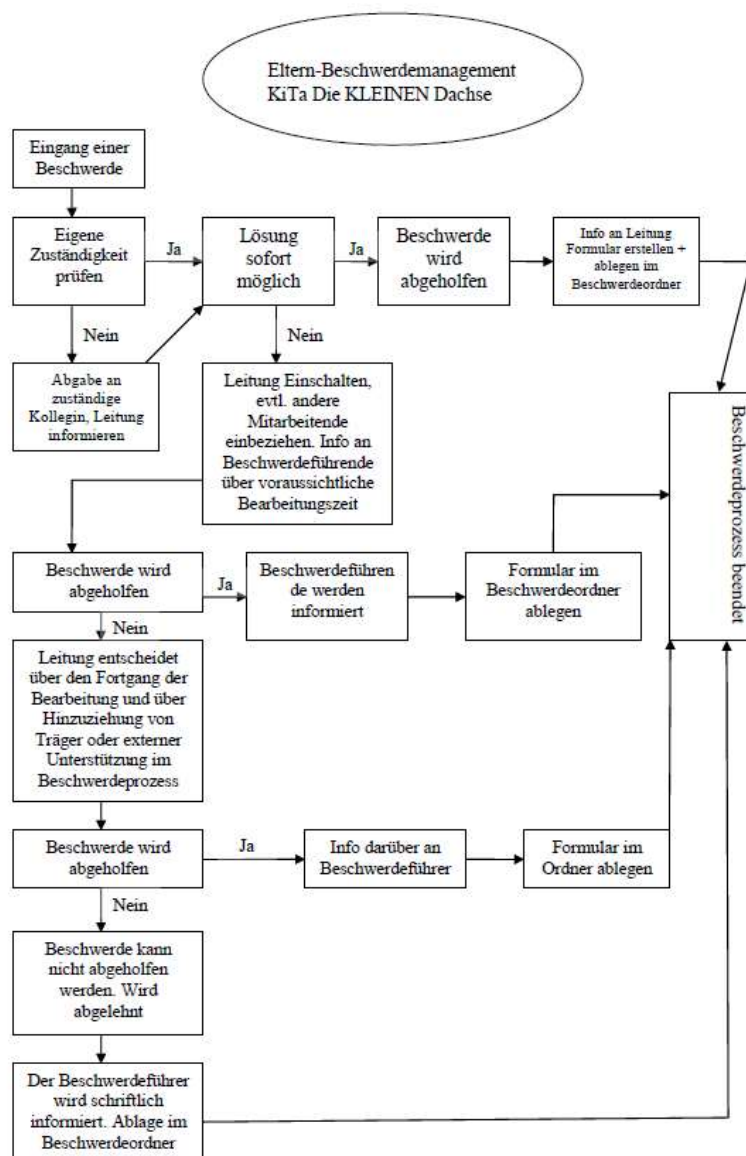 Eltern-Beschwerdemanagement
KiTa Die KLEINEN Dachse
Eingang einer
Beschwerde
Eigene
Zuständigkeit
prüfen
Ja
Lösung
sofort
möglich
Ja
Beschwerde
wird
abgeholfen
Info an Leitung
Formular erstellen +
ablegen im
Beschwerdeordner
Nein
Nein
Abgabe an
zuständige
Kollegin, Leitung
informieren
Leitung Einschalten,
evtl. andere
Mitarbeitende
einbeziehen. Info an
Beschwerdeführende
über voraussichtliche
Bearbeitungszeit
Beschwerdeprozess beendet
Beschwerde wird
abgeholfen
Ja
Beschwerdeführen
de werden
informiert
Formular im
Beschwerdeordner
ablegen
Nein
Leitung entscheidet
über den Fortgang der
Bearbeitung und über
Hinzuziehung von
Träger oder externer
Unterstützung im
Beschwerdeprozess
Beschwerde wird
abgeholfen
Ja
Info darüber an
Beschwerdeführer
Formular im
Ordner ablegen
Nein
Beschwerde kann
nicht abgeholfen
werden. Wird
abgelehnt
Der Beschwerdeführer
wird schriftlich
informiert. Ablage im
Beschwerdeordner